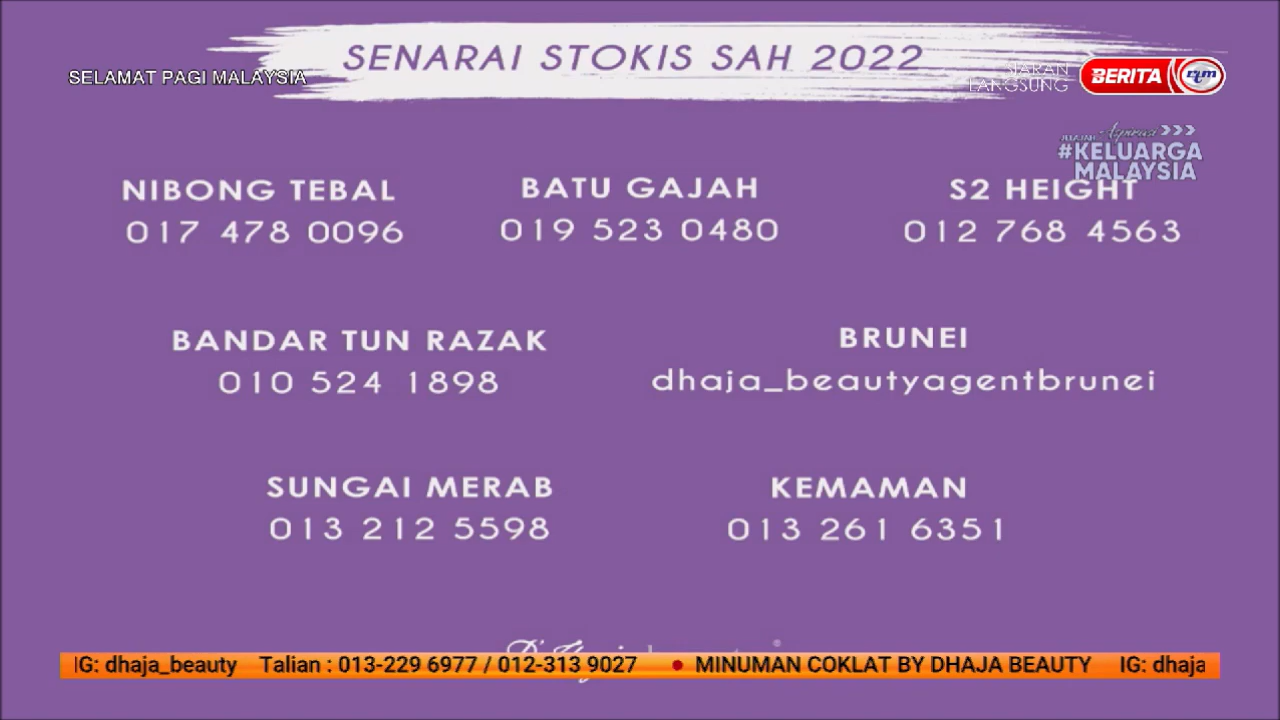 SENARAI STOKIS SAH 2022
SELAMAT PAGI MALAYSIA
SIARAN
LANGSUNG
BERITA rtm
Aspirasi
#KELUARGA
MALAYSIA
NIBONG TEBAL
017 478 0096
BATU GAJAH
019 523 0480
S2 HEIGHT
012 768 4563
BANDAR TUN RAZAK
010 524 1898
BRUNEI
dhaja_beautyagentbrunei
SUNGAI MERAB
013 212 5598
KEMAMAN
013 261 6351
IG: dhaja_beauty Talian : 013-229 6977 / 012-313 9027 • MINUMAN COKLAT BY DHAJA BEAUTY IG: dhaja